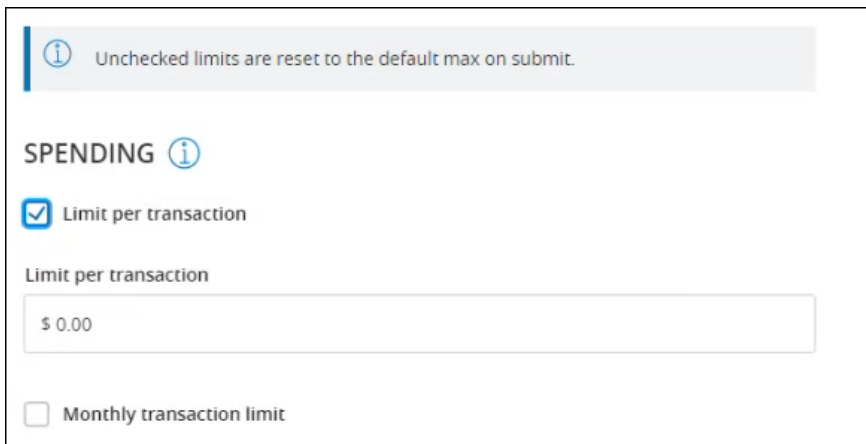 Unchecked limits are reset to the default max on submit.
SPENDING
Limit per transaction
Limit per transaction
$ 0.00
Monthly transaction limit